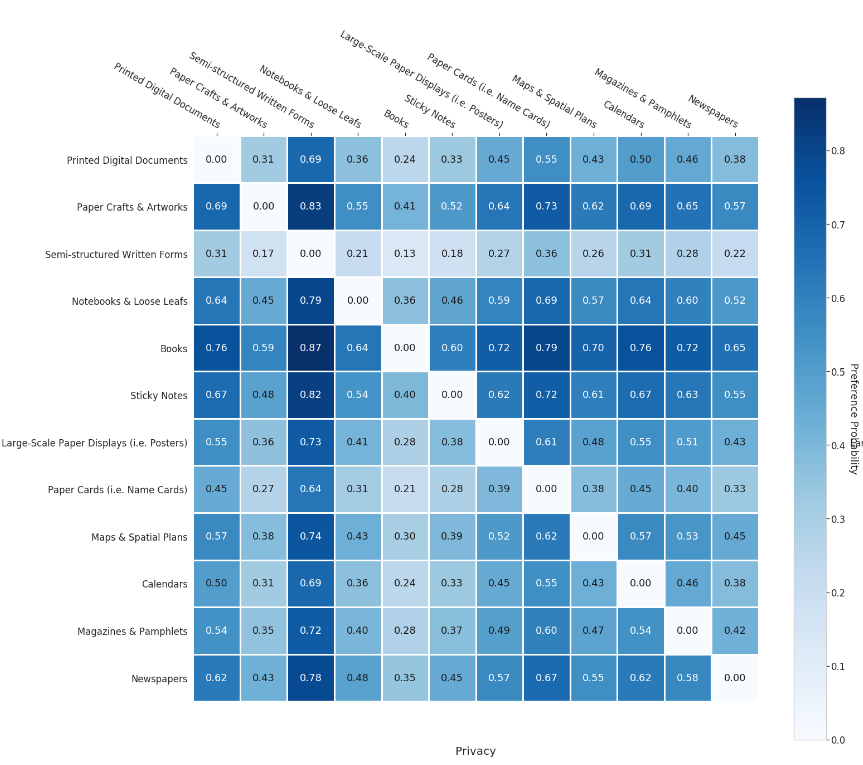 Printed Digital Documents
Paper Crafts & Artworks
Semi-structured Written Forms
Notebooks & Loose Leafs
Books
Sticky Notes
Large-Scale Paper Displays (i.e. Posters)
Paper Cards (i.e. Name Cards)
Maps & Spatial Plans
Calendars
Magazines & Pamphlets
Newspapers
Printed Digital Documents 0.00 0.31 0.69 0.36 0.24 0.33 0.45 0.55 0.43 0.50 0.46 0.38
Paper Crafts & Artworks 0.69 0.00 0.83 0.55 0.41 0.52 0.64 0.73 0.62 0.69 0.65 0.57
Semi-structured Written Forms 0.31 0.17 0.00 0.21 0.13 0.18 0.27 0.36 0.26 0.31 0.28 0.22
Notebooks & Loose Leafs 0.64 0.45 0.79 0.00 0.36 0.46 0.59 0.69 0.57 0.64 0.60 0.52
Books 0.76 0.59 0.87 0.64 0.00 0.60 0.72 0.79 0.70 0.76 0.72 0.65
Sticky Notes 0.67 0.48 0.82 0.54 0.40 0.00 0.62 0.72 0.61 0.67 0.63 0.55
Large-Scale Paper Displays (i.e. Posters) 0.55 0.36 0.73 0.41 0.28 0.38 0.00 0.61 0.48 0.55 0.51 0.43
Paper Cards (i.e. Name Cards) 0.45 0.27 0.64 0.31 0.21 0.28 0.39 0.00 0.38 0.45 0.40 0.33
Maps & Spatial Plans 0.57 0.38 0.74 0.43 0.30 0.39 0.52 0.62 0.00 0.57 0.53 0.45
Calendars 0.50 0.31 0.69 0.36 0.24 0.33 0.45 0.55 0.43 0.00 0.46 0.38
Magazines & Pamphlets 0.54 0.35 0.72 0.40 0.28 0.37 0.49 0.60 0.47 0.54 0.00 0.42
Newspapers 0.62 0.43 0.78 0.48 0.35 0.45 0.57 0.67 0.55 0.62 0.58 0.00
Privacy
0.8
0.7
0.6
0.5
0.4
0.3
0.2
0.1
0.0
Preference Probability